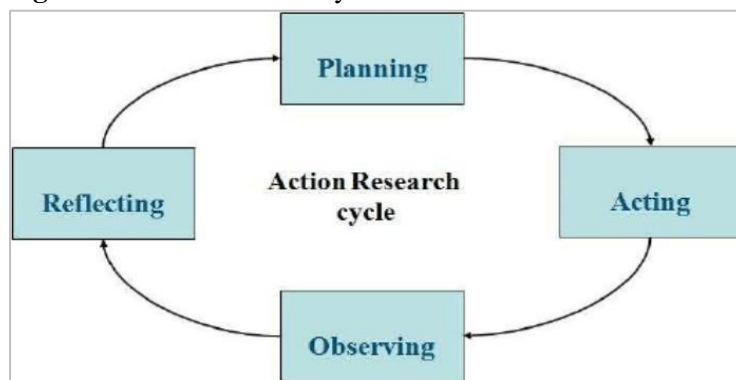 Planning
Reflecting
Action Research
cycle
Acting
Observing